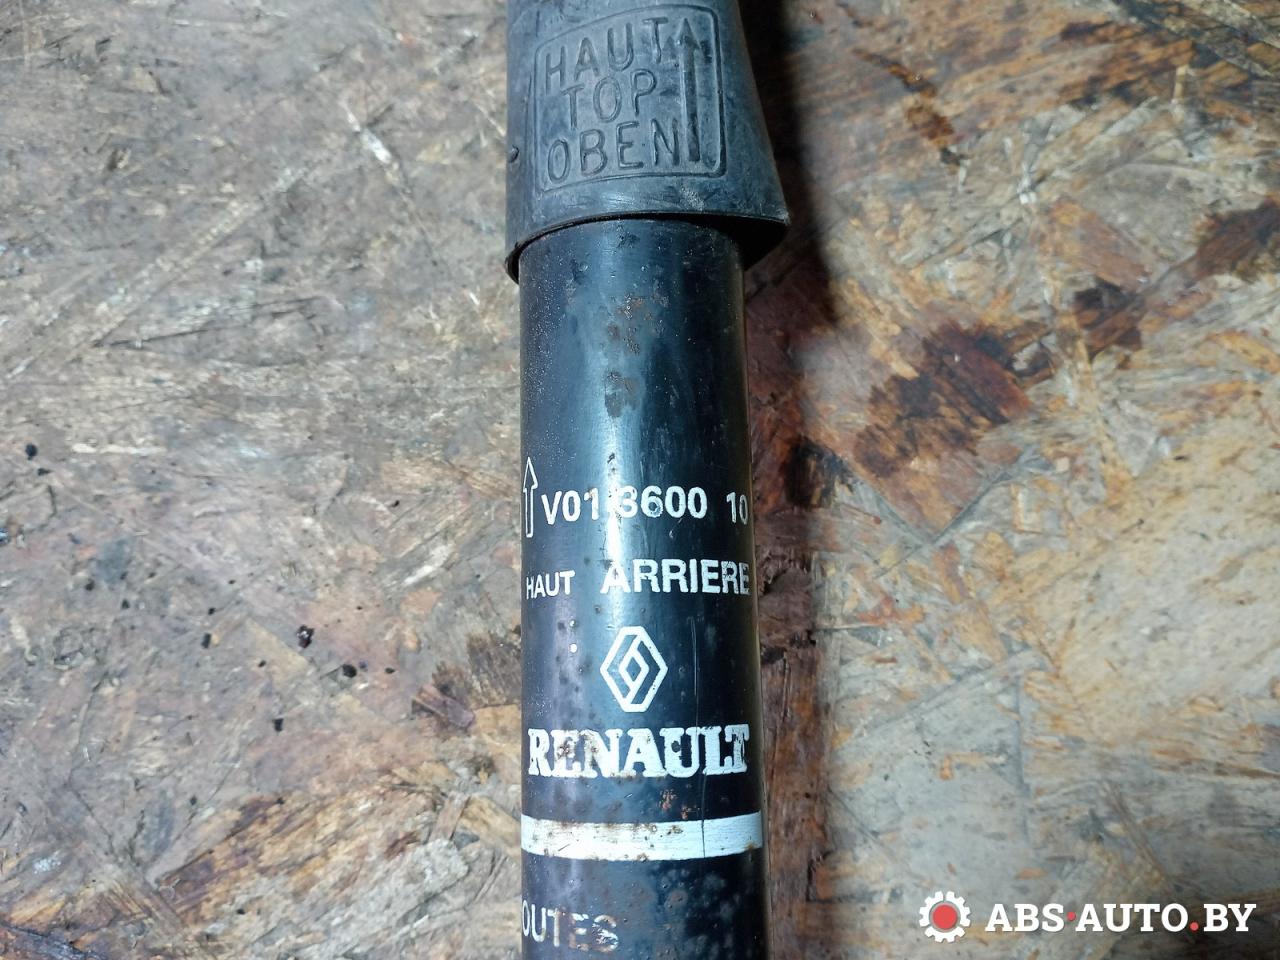 HAUT
TOP
OBEN
V01 3600 10
HAUT ARRIERE
RENAULT
OUTES
ABS·AUTO.BY